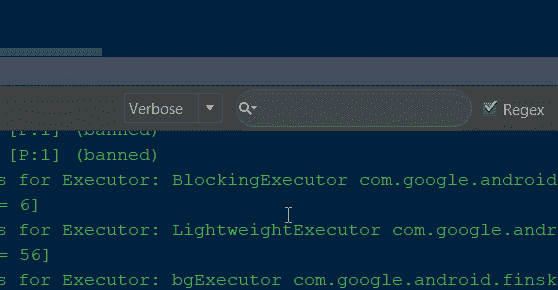 Verbose
Regex
[P:1] (banned)
[P:1] (banned)
s for Executor: BlockingExecutor com.google.android
= 6]
s for Executor: LightweightExecutor com.google.andr
= 56]
s for Executor: bgExecutor com.google.android.finsk